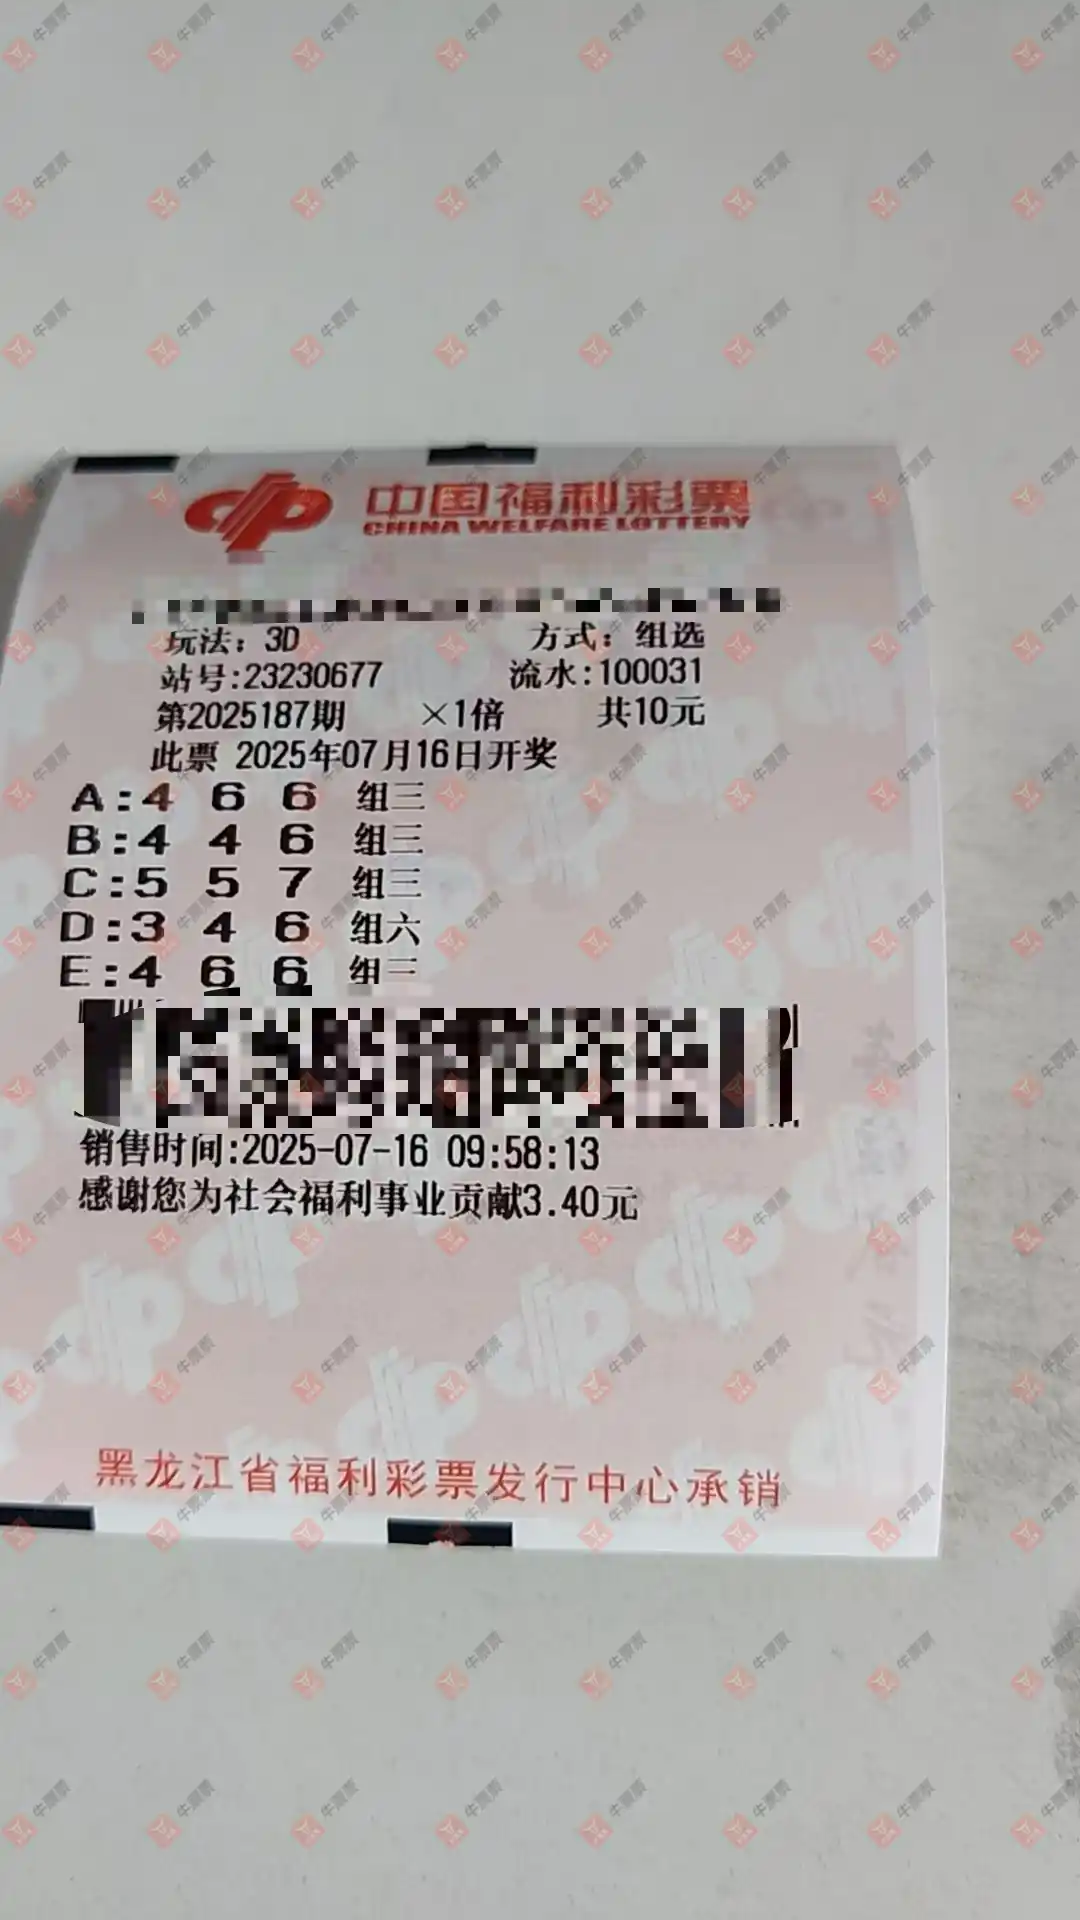 中国福利彩票
CHINA WELFARE LOTTERY
玩法：3D 方式：组选
站号:23230677 流水:100031
第2025187期 ×1倍 共10元
此票 2025年07月16日开奖
A:4 6 6 组三
B:4 4 6 组三
C:5 5 7 组三
D:3 4 6 组六
E:4 6 6 组三
销售时间:2025-07-16 09:58:13
感谢您为社会福利事业贡献3.40元
黑龙江省福利彩票发行中心承销
牛票票